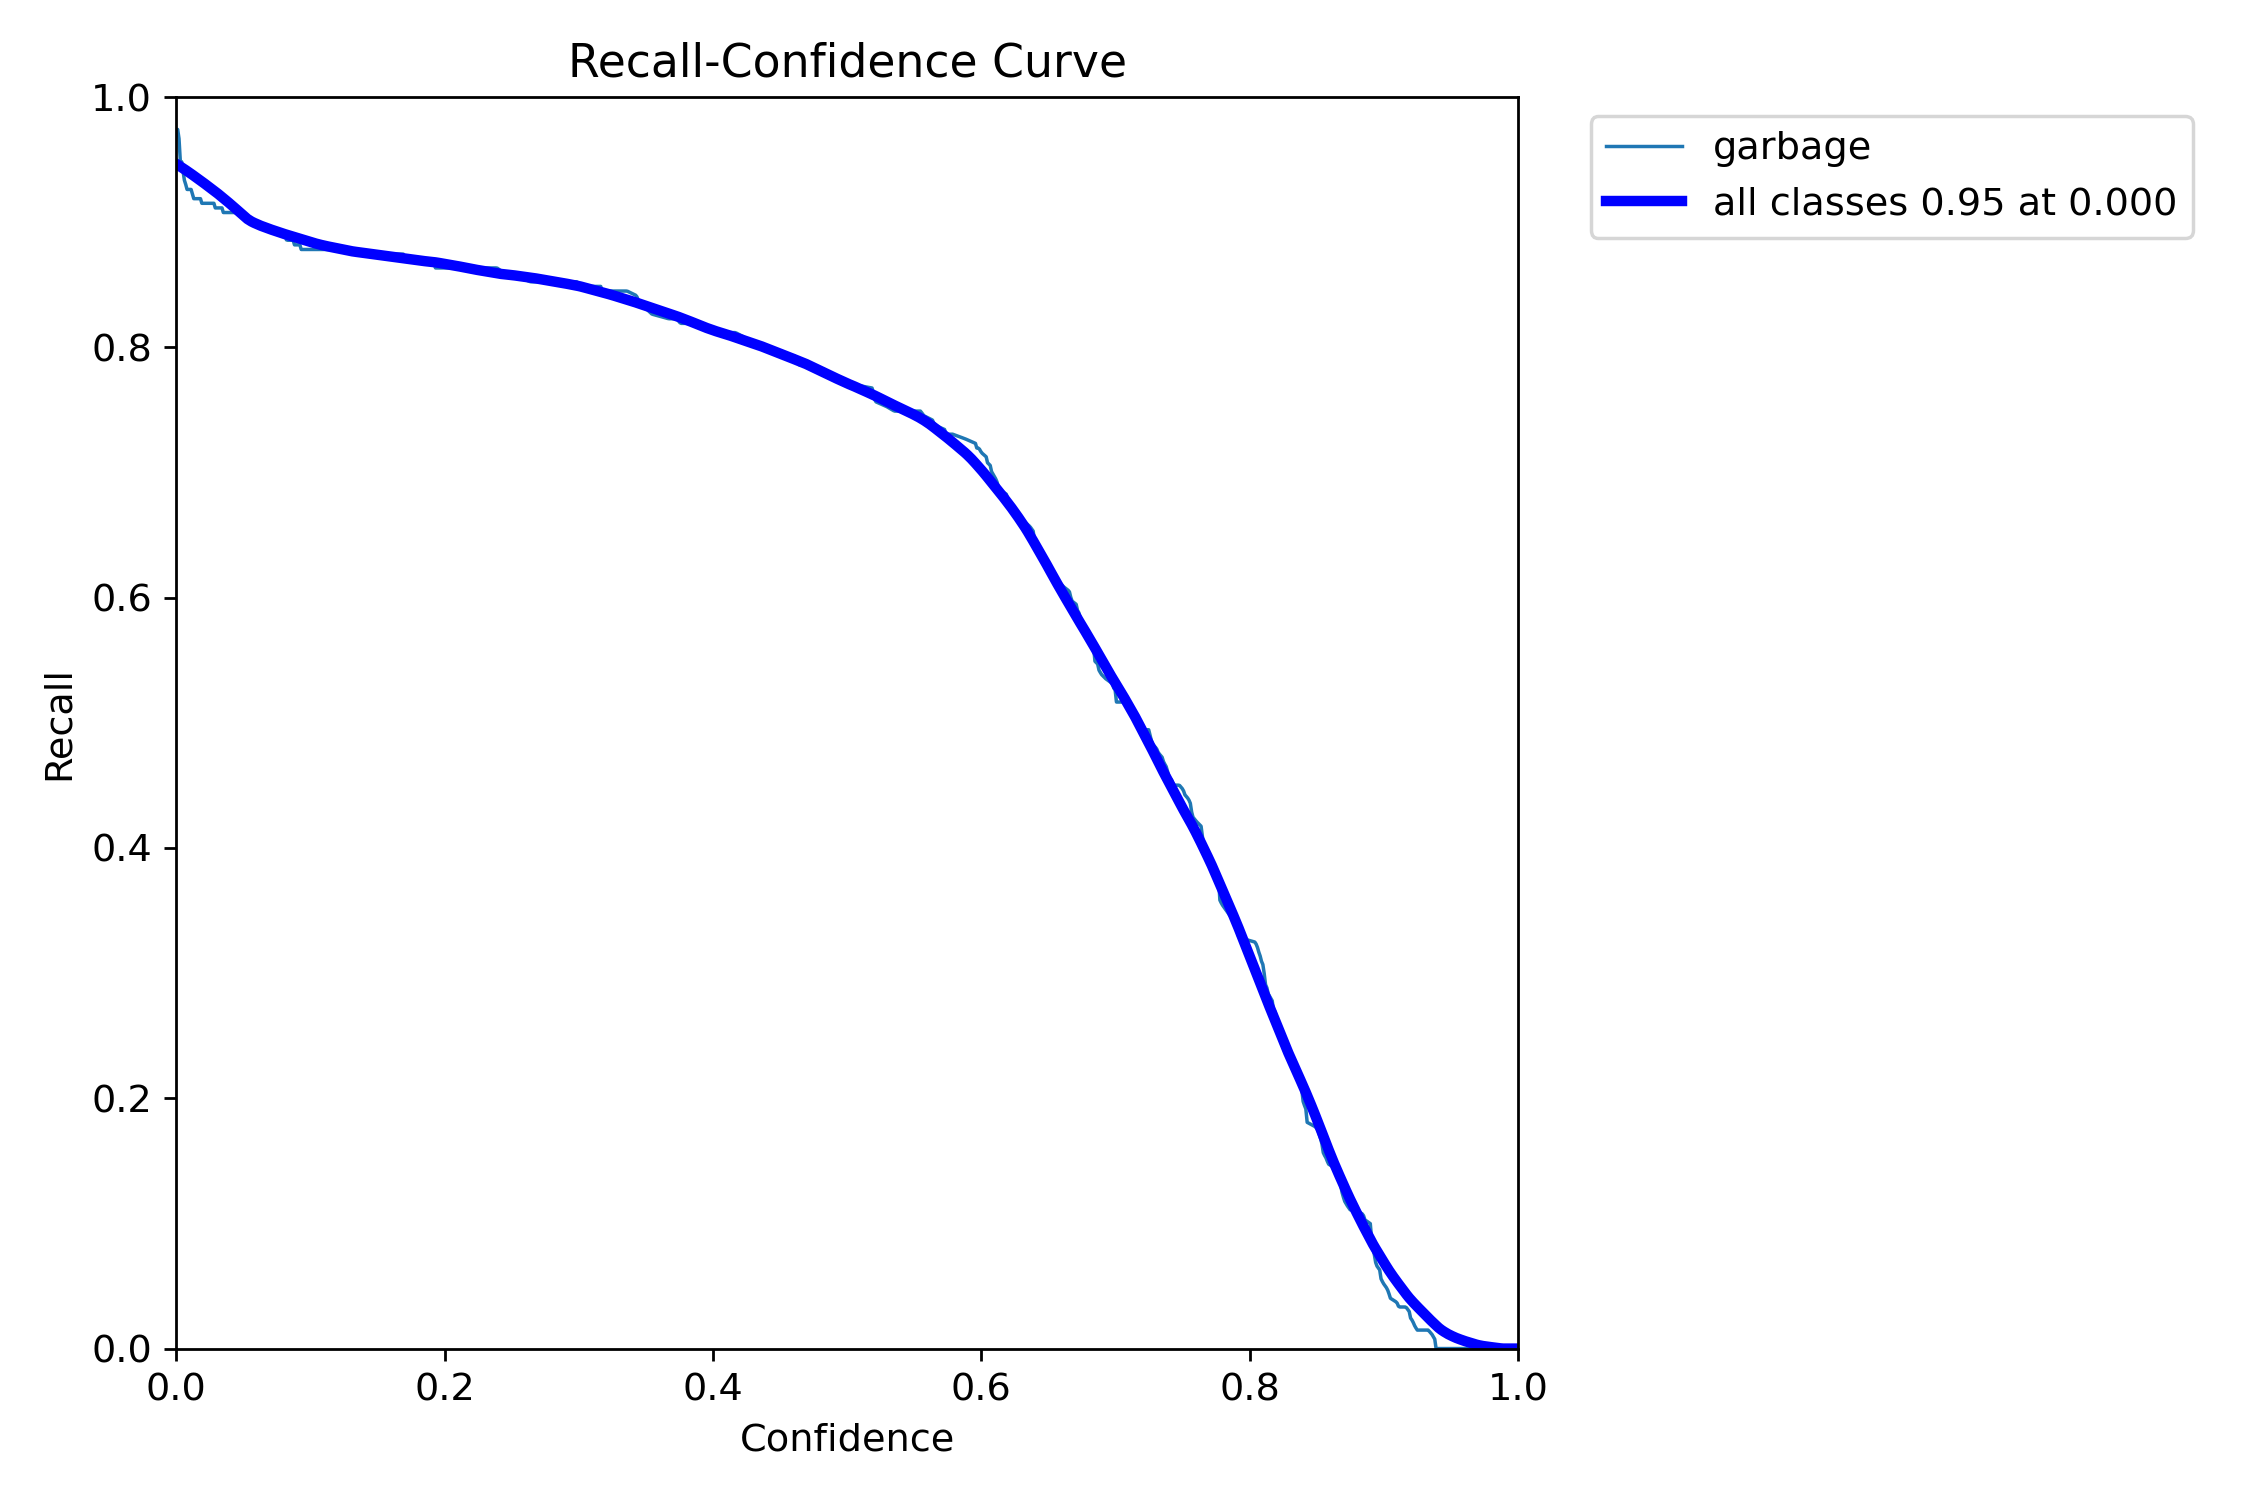 Recall-Confidence Curve
1.0
0.8
0.6
0.4
0.2
0.0
Recall
0.0 0.2 0.4 0.6 0.8 1.0
Confidence
garbage
all classes 0.95 at 0.000